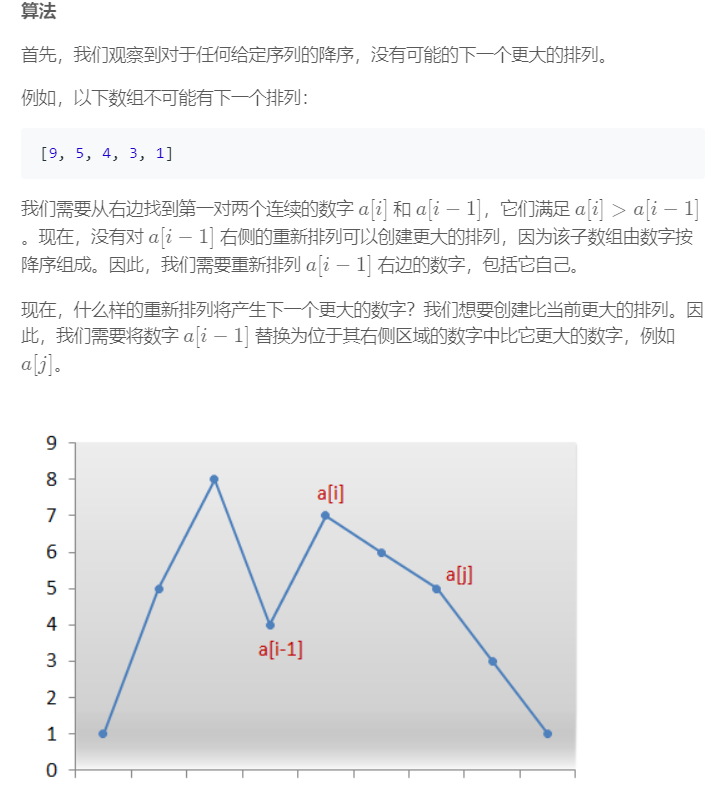 算法
首先，我们观察到对于任何给定序列的降序，没有可能的下一个更大的排列。
例如，以下数组不可能有下一个排列：
[9, 5, 4, 3, 1]
我们需要从右边找到第一对两个连续的数字 a[i] 和 a[i − 1]，它们满足 a[i] > a[i − 1]
。现在，没有对 a[i − 1] 右侧的重新排列可以创建更大的排列，因为该子数组由数字按
降序组成。因此，我们需要重新排列 a[i − 1] 右边的数字，包括它自己。
现在，什么样的重新排列将产生下一个更大的数字？我们想要创建比当前更大的排列。因
此，我们需要将数字 a[i − 1] 替换为位于其右侧区域的数字中比它更大的数字，例如
a[j]。
9
8
7
6
5
4
3
2
1
0
a[i]
a[j]
a[i-1]